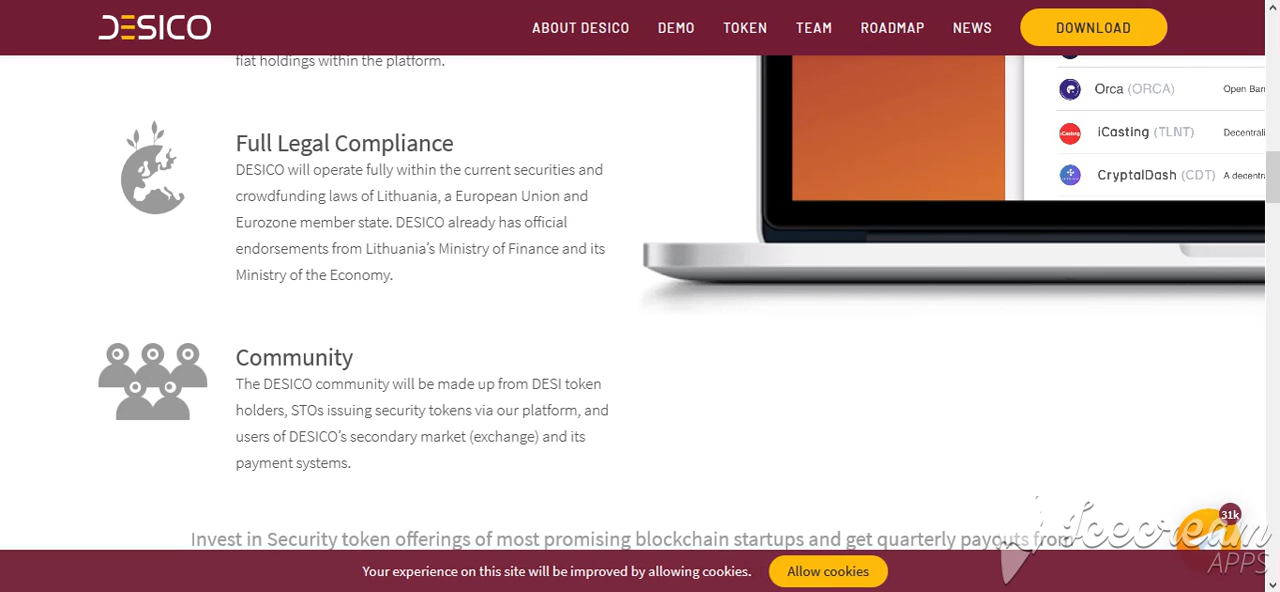 DESICO
ABOUT DESICO DEMO TOKEN TEAM ROADMAP NEWS DOWNLOAD
fiat holdings within the platform.
Orca (ORCA) Open Ban
iCasting (TLNT) Decentrali
CryptalDash (CDT) A decentra
Full Legal Compliance
DESICO will operate fully within the current securities and
crowdfunding laws of Lithuania, a European Union and
Eurozone member state. DESICO already has official
endorsements from Lithuania’s Ministry of Finance and its
Ministry of the Economy.
Community
The DESICO community will be made up from DESI token
holders, STOs issuing security tokens via our platform, and
users of DESICO’s secondary market (exchange) and its
payment systems.
Invest in Security token offerings of most promising blockchain startups and get quarterly payouts from
31k
Icecream
APPS
Your experience on this site will be improved by allowing cookies. Allow cookies